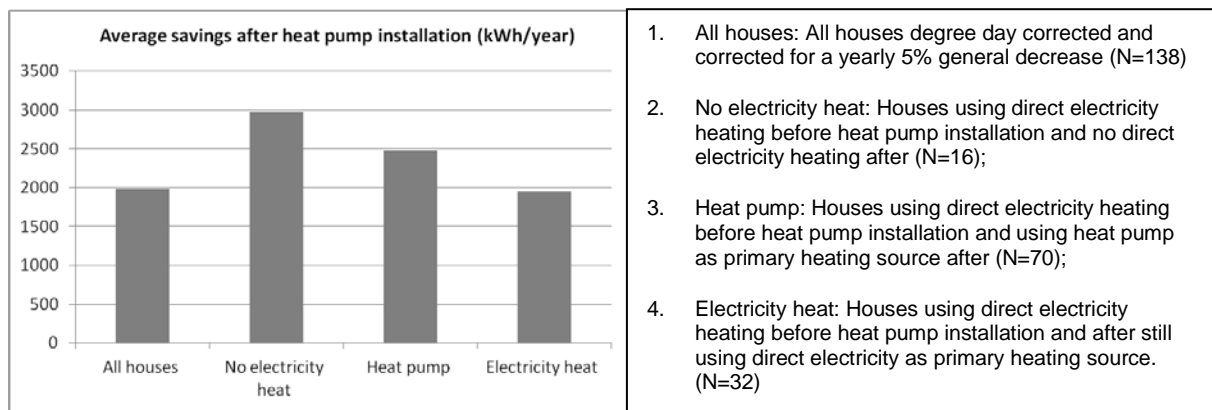 Average savings after heat pump installation (kWh/year)
3500
3000
2500
2000
1500
1000
500
0
All houses
No electricity
heat
Heat pump
Electricity heat
1. All houses: All houses degree day corrected and
corrected for a yearly 5% general decrease (N=138)
2. No electricity heat: Houses using direct electricity
heating before heat pump installation and no direct
electricity heating after (N=16);
3. Heat pump: Houses using direct electricity heating
before heat pump installation and using heat pump
as primary heating source after (N=70);
4. Electricity heat: Houses using direct electricity
heating before heat pump installation and after still
using direct electricity as primary heating source.
(N=32)